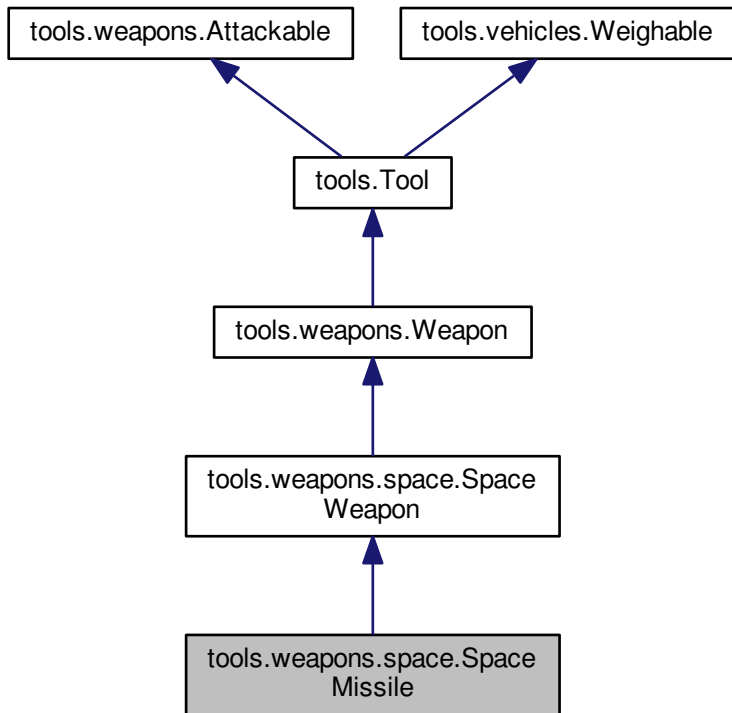 tools.weapons.Attackable
tools.vehicles.Weighable
tools.Tool
tools.weapons.Weapon
tools.weapons.space.Space
Weapon
tools.weapons.space.Space
Missile